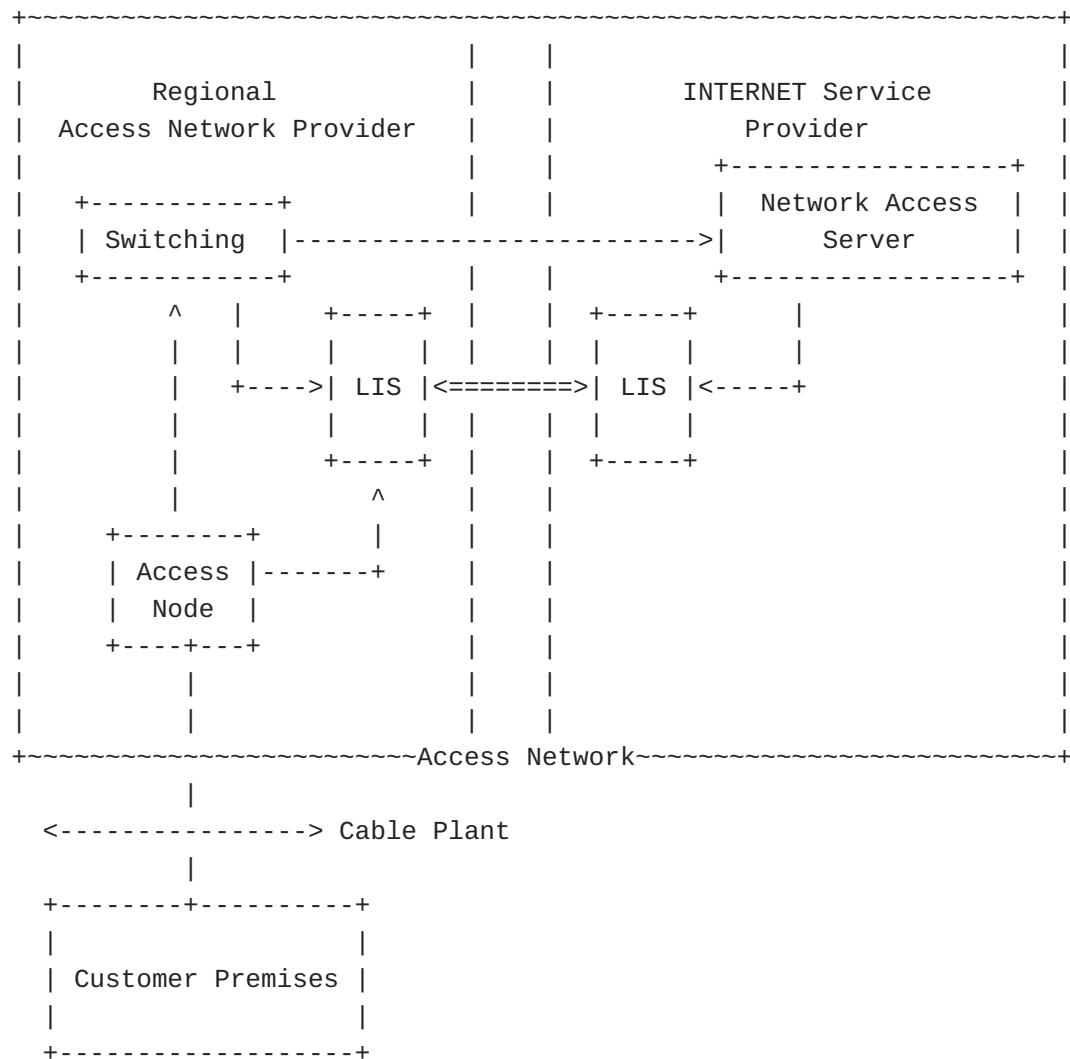 Regional
Access Network Provider
INTERNET Service
Provider
Network Access
Server
Switching
LIS
LIS
Access
Node
Access Network
Cable Plant
Customer Premises